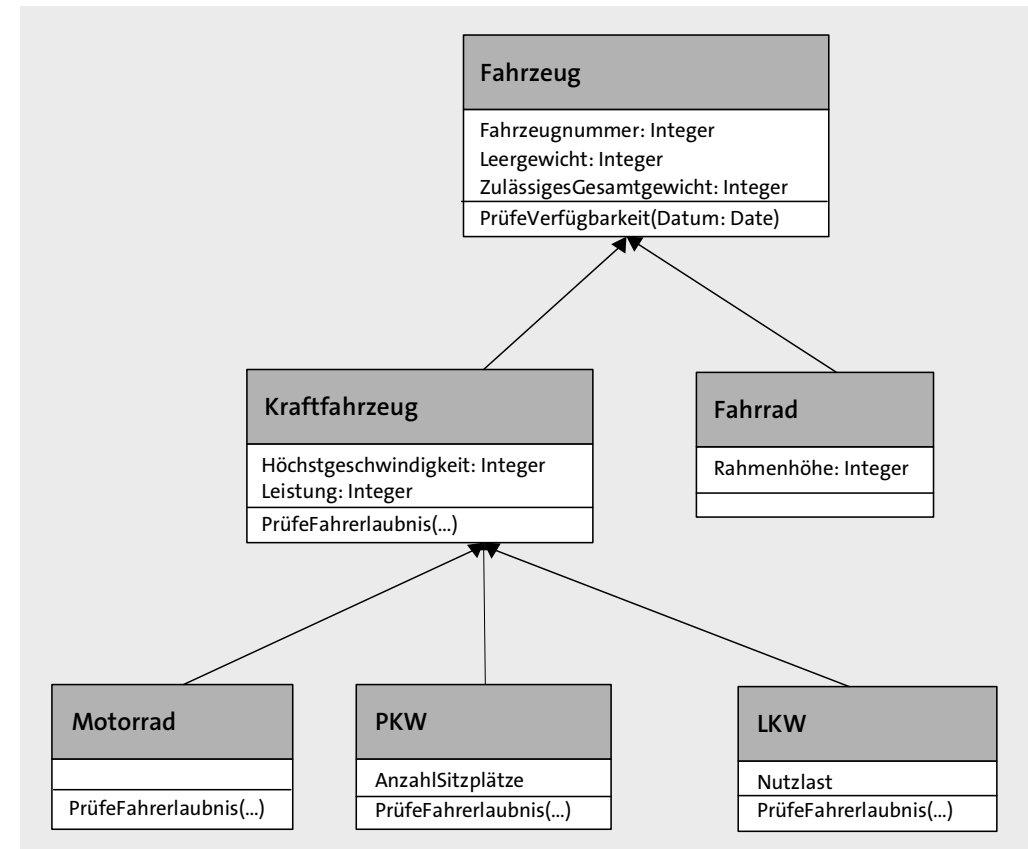 Fahrzeug
Fahrzeugnummer: Integer
Leergewicht: Integer
ZulässigesGesamtgewicht: Integer
PrüfeVerfügbarkeit(Datum: Date)
Kraftfahrzeug
Höchstgeschwindigkeit: Integer
Leistung: Integer
PrüfeFahrerlaubnis(…)
Fahrrad
Rahmenhöhe: Integer
Motorrad
PrüfeFahrerlaubnis(…)
PKW
AnzahlSitzplätze
PrüfeFahrerlaubnis(…)
LKW
Nutzlast
PrüfeFahrerlaubnis(…)